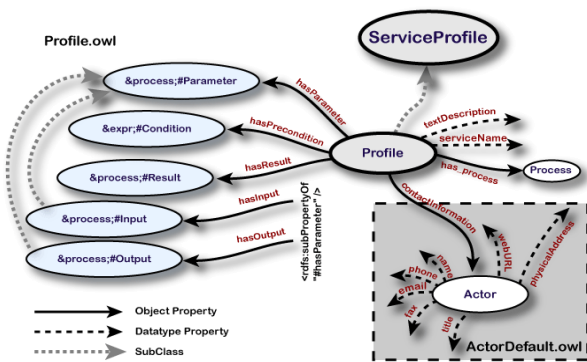 Profile.owl
ServiceProfile
&process;#Parameter
hasParameter
textDescription
&expr;#Condition
hasPrecondition
serviceName
Profile
has_process
Process
&process;#Result
hasResult
contactInformation
&process;#Input
hasInput
<rdfs:subPropertyOf
"#hasParameter" />
&process;#Output
hasOutput
webURL
physicalAddress
name
phone
email
fax
title
Actor
ActorDefault.owl
Object Property
Datatype Property
SubClass